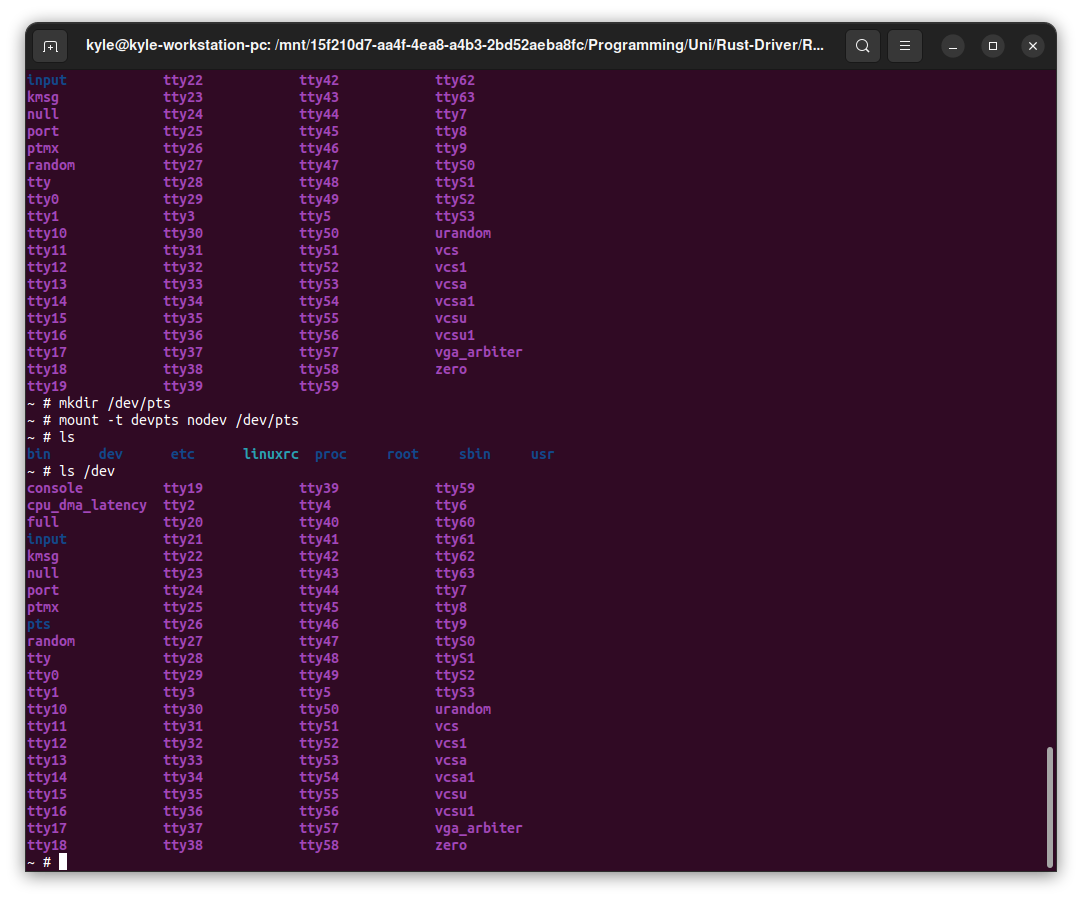 kyle@kyle-workstation-pc: /mnt/15f210d7-aa4f-4ea8-a4b3-2bd52aeba8fc/Programming/Uni/Rust-Driver/R...
input            tty22            tty42            tty62
kmsg             tty23            tty43            tty63
null             tty24            tty44            tty7
port             tty25            tty45            tty8
ptmx             tty26            tty46            tty9
random           tty27            tty47            ttyS0
tty              tty28            tty48            ttyS1
tty0             tty29            tty49            ttyS2
tty1             tty3             tty5             ttyS3
tty10            tty30            tty50            urandom
tty11            tty31            tty51            vcs
tty12            tty32            tty52            vcs1
tty13            tty33            tty53            vcsa
tty14            tty34            tty54            vcsa1
tty15            tty35            tty55            vcsu
tty16            tty36            tty56            vcsu1
tty17            tty37            tty57            vga_arbiter
tty18            tty38            tty58            zero
tty19            tty39            tty59
~ # mkdir /dev/pts
~ # mount -t devpts nodev /dev/pts
~ # ls
bin      dev      etc      linuxrc  proc     root     sbin     usr
~ # ls /dev
console          tty19            tty39            tty59
cpu_dma_latency  tty2             tty4             tty6
full             tty20            tty40            tty60
input            tty21            tty41            tty61
kmsg             tty22            tty42            tty62
null             tty23            tty43            tty63
port             tty24            tty44            tty7
ptmx             tty25            tty45            tty8
pts              tty26            tty46            tty9
random           tty27            tty47            ttyS0
tty              tty28            tty48            ttyS1
tty0             tty29            tty49            ttyS2
tty1             tty3             tty5             ttyS3
tty10            tty30            tty50            urandom
tty11            tty31            tty51            vcs
tty12            tty32            tty52            vcs1
tty13            tty33            tty53            vcsa
tty14            tty34            tty54            vcsa1
tty15            tty35            tty55            vcsu
tty16            tty36            tty56            vcsu1
tty17            tty37            tty57            vga_arbiter
tty18            tty38            tty58            zero
~ #